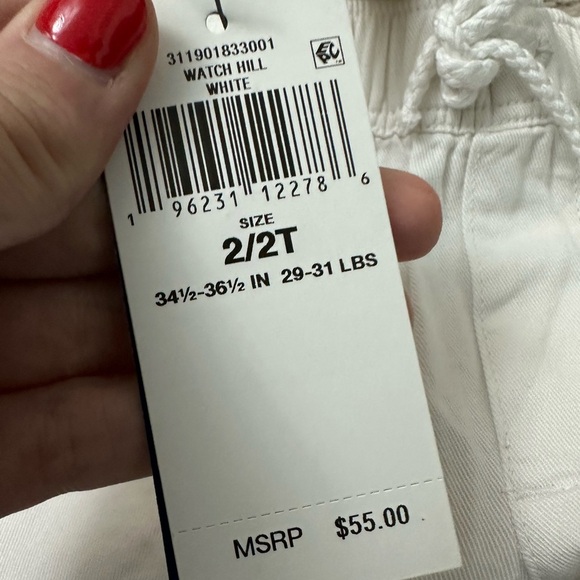 311901833001
WATCH HILL
WHITE
1 96231 12278 6
SIZE
2/2T
34½-36½ IN 29-31 LBS
MSRP $55.00